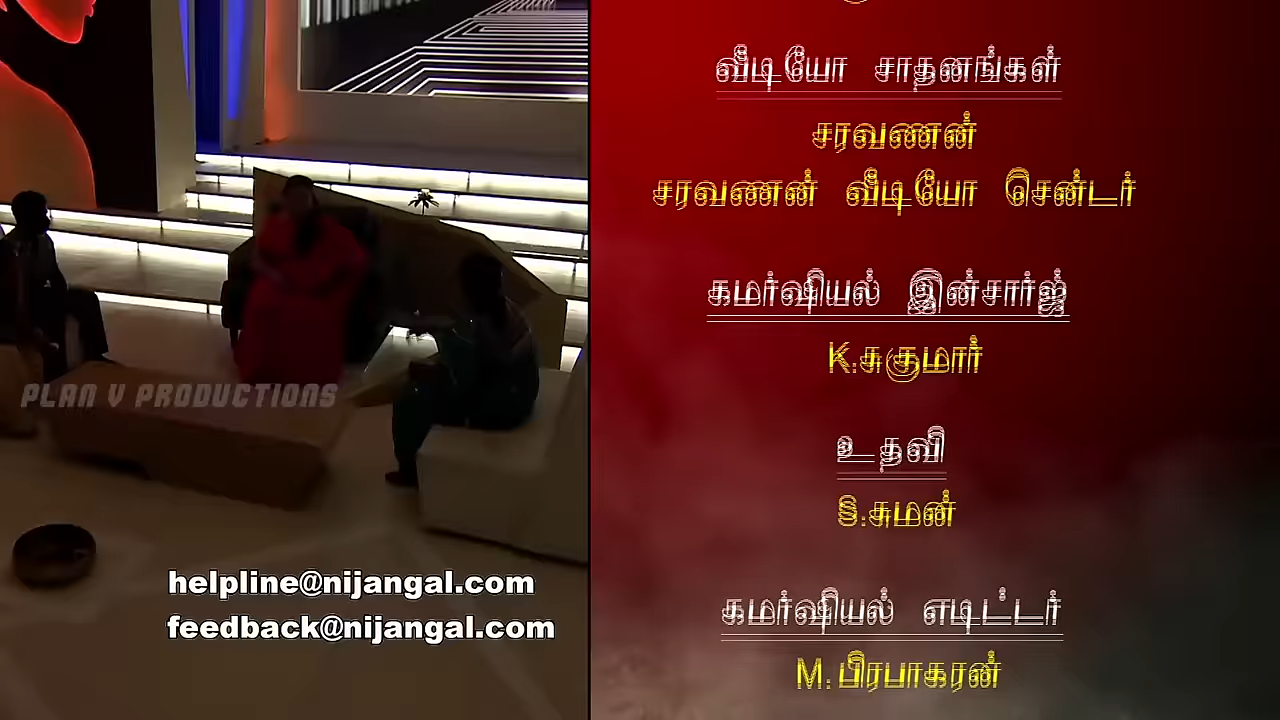 PLAN V PRODUCTIONS
helpline@nijangal.com
feedback@nijangal.com
வீடியோ சாதனங்கள்
சரவணன்
சரவணன் வீடியோ சென்டர்
கமர்ஷியல் இன்சார்ஜ்
K.சுகுமார்
உதவி
S.சுமன்
கமர்ஷியல் எடிட்டர்
M.பிரபாகரன்